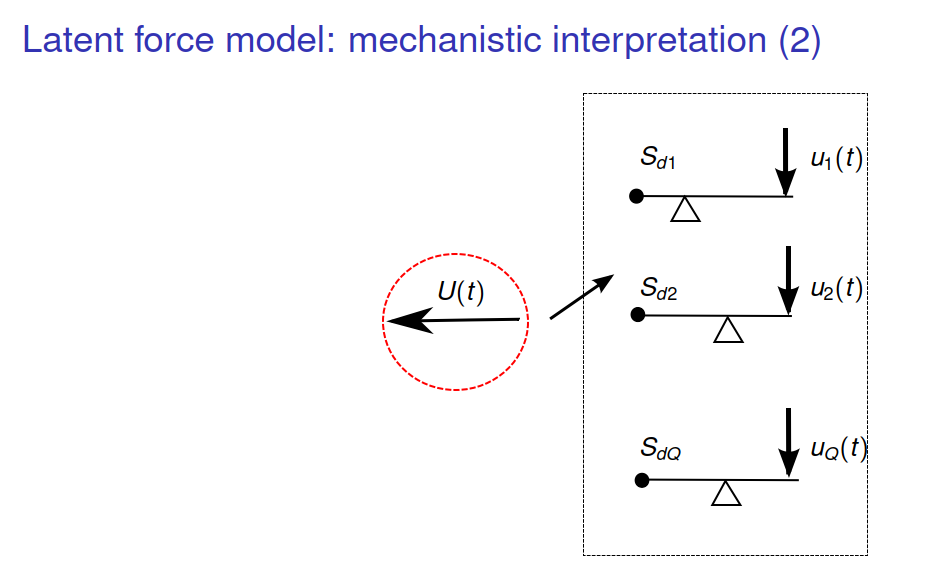 Latent force model: mechanistic interpretation (2)
S_{d1}
u_1(t)
U(t)
S_{d2}
u_2(t)
S_{dQ}
u_Q(t)